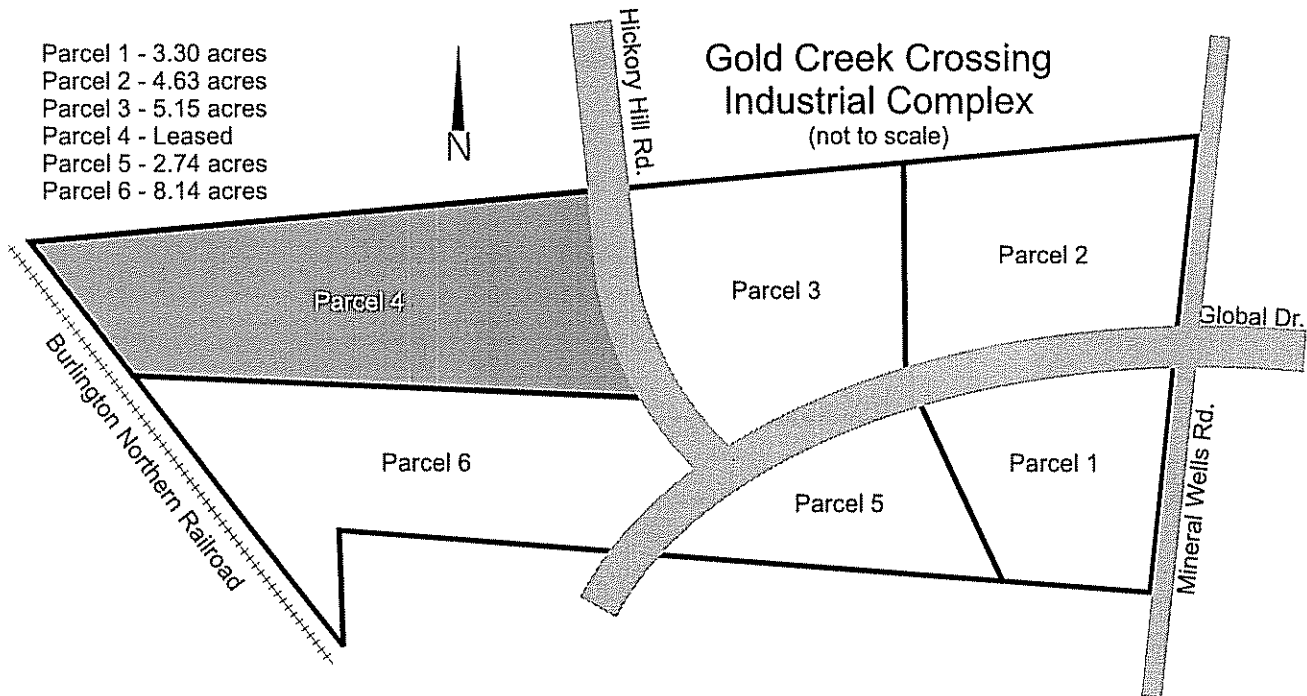 Parcel 1 - 3.30 acres
Parcel 2 - 4.63 acres
Parcel 3 - 5.15 acres
Parcel 4 - Leased
Parcel 5 - 2.74 acres
Parcel 6 - 8.14 acres
N
Hickory Hill Rd.
Gold Creek Crossing
Industrial Complex
(not to scale)
Parcel 2
Parcel 3
Parcel 4
Global Dr.
Burlington Northern Railroad
Parcel 6
Parcel 1
Parcel 5
Mineral Wells Rd.